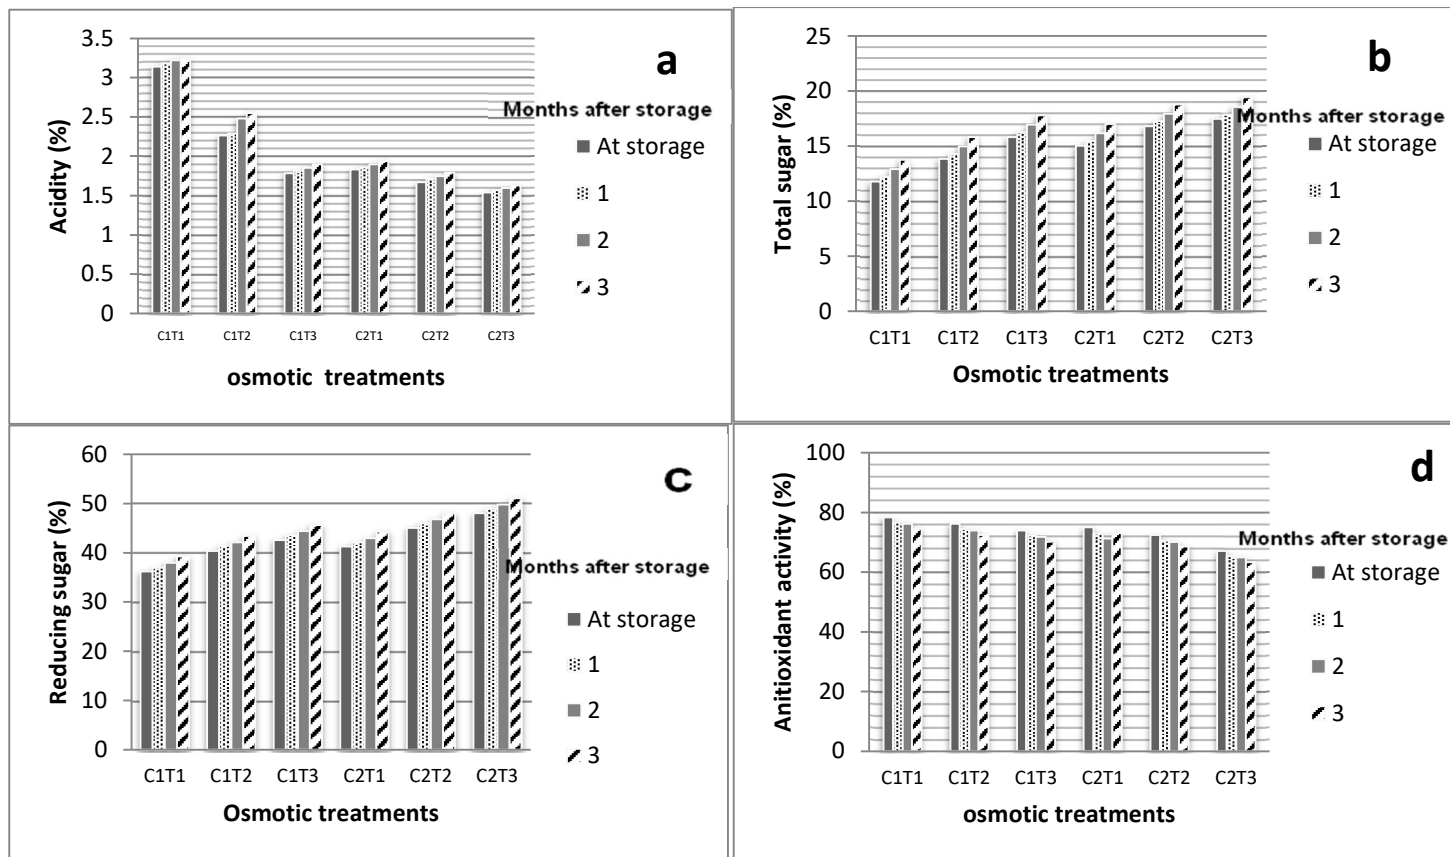 a
3.5
3
2.5
2
1.5
1
0.5
0
Acidity (%)
C1T1 C1T2 C1T3 C2T1 C2T2 C2T3
osmotic treatments
Months after storage
At storage
1
2
3
b
25
20
15
10
5
0
Total sugar (%)
C1T1 C1T2 C1T3 C2T1 C2T2 C2T3
Osmotic treatments
Months after storage
At storage
1
2
3
C
60
50
40
30
20
10
0
Reducing sugar (%)
C1T1 C1T2 C1T3 C2T1 C2T2 C2T3
Osmotic treatments
Months after storage
At storage
1
2
3
d
100
80
60
40
20
0
Anitioxidant activity (%)
C1T1 C1T2 C1T3 C2T1 C2T2 C2T3
osmotic treatments
Months after storage
At storage
1
2
3